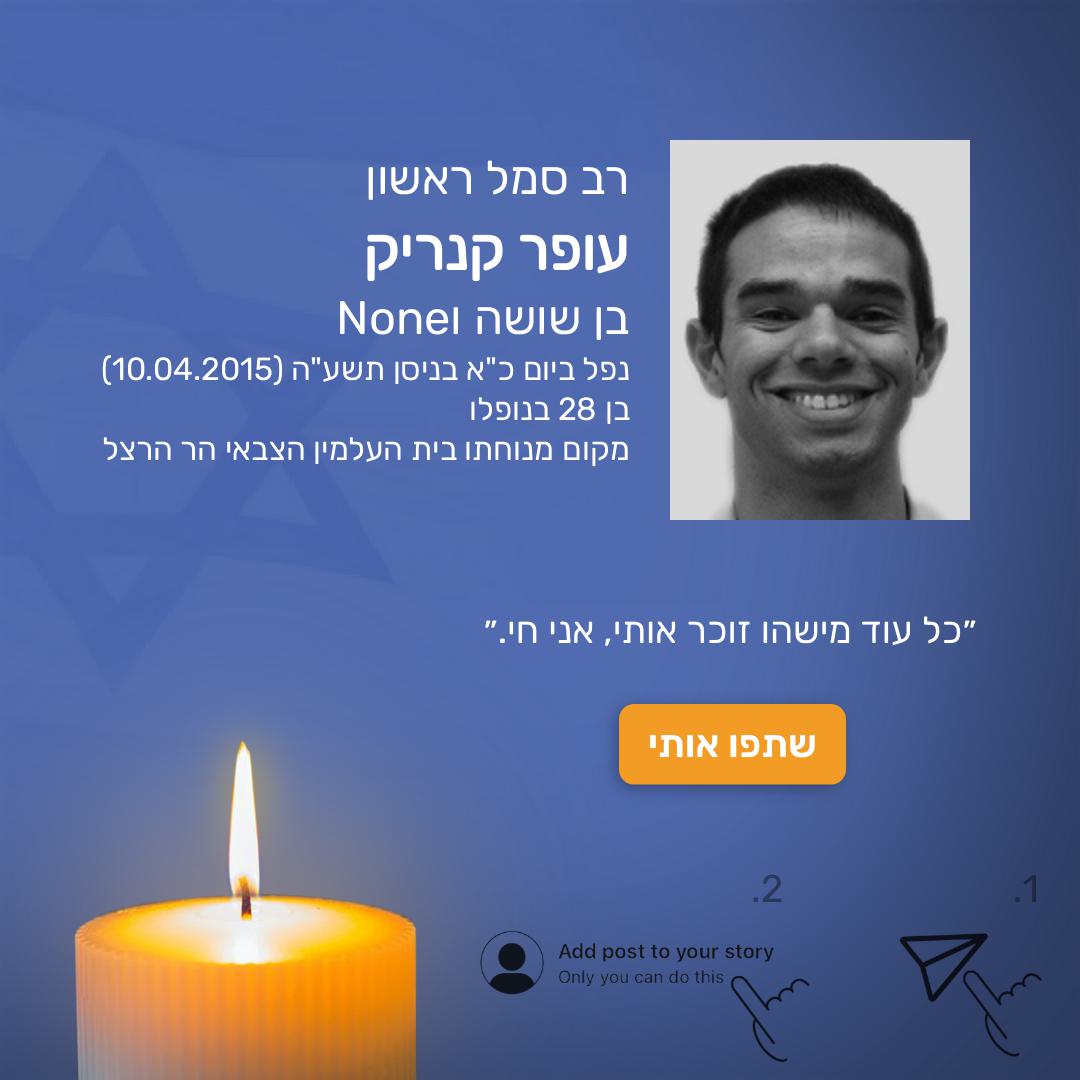 רב סמל ראשון
עופר קנריק
בן שושה וNone
נפל ביום כ"א בניסן תשע"ה (10.04.2015)
בן 28 בנופלו
מקום מנוחתו בית העלמין הצבאי הר הרצל
״כל עוד מישהו זוכר אותי, אני חי.״
שתפו אותי
.1
.2
Add post to your story
Only you can do this